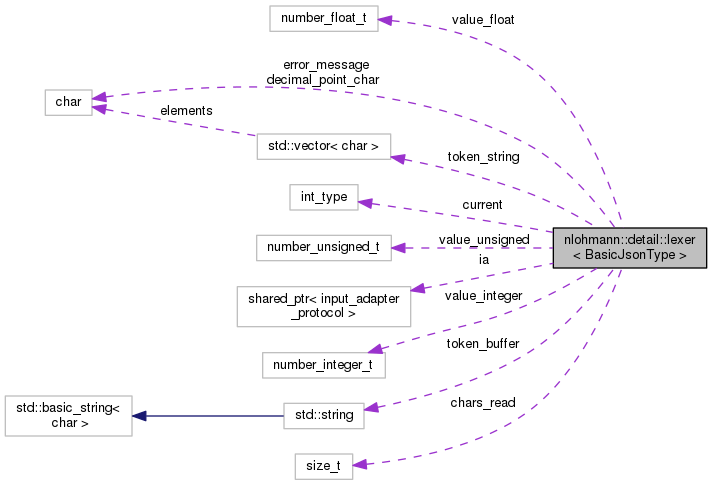 number_float_t
value_float
error_message
decimal_point_char
char
elements
std::vector< char >
token_string
int_type
current
nlohmann::detail::lexer
< BasicJsonType >
number_unsigned_t
value_unsigned
ia
shared_ptr< input_adapter
_protocol >
value_integer
number_integer_t
token_buffer
std::basic_string<
char >
std::string
chars_read
size_t